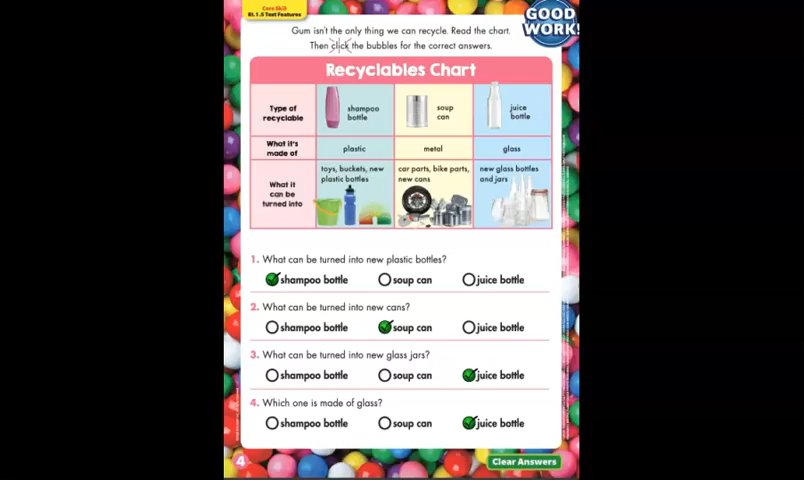 Core Skill
RI.1.5 Text Features
GOOD
WORK!
Gum isn't the only thing we can recycle. Read the chart.
Then click the bubbles for the correct answers.
Recyclables Chart
Type of recyclable
shampoo bottle
soup can
juice bottle
What it's made of
plastic
metal
glass
What it can be turned into
toys, buckets, new plastic bottles
car parts, bike parts, new cans
new glass bottles and jars
1. What can be turned into new plastic bottles?
shampoo bottle soup can juice bottle
2. What can be turned into new cans?
shampoo bottle soup can juice bottle
3. What can be turned into new glass jars?
shampoo bottle soup can juice bottle
4. Which one is made of glass?
shampoo bottle soup can juice bottle
4
Clear Answers